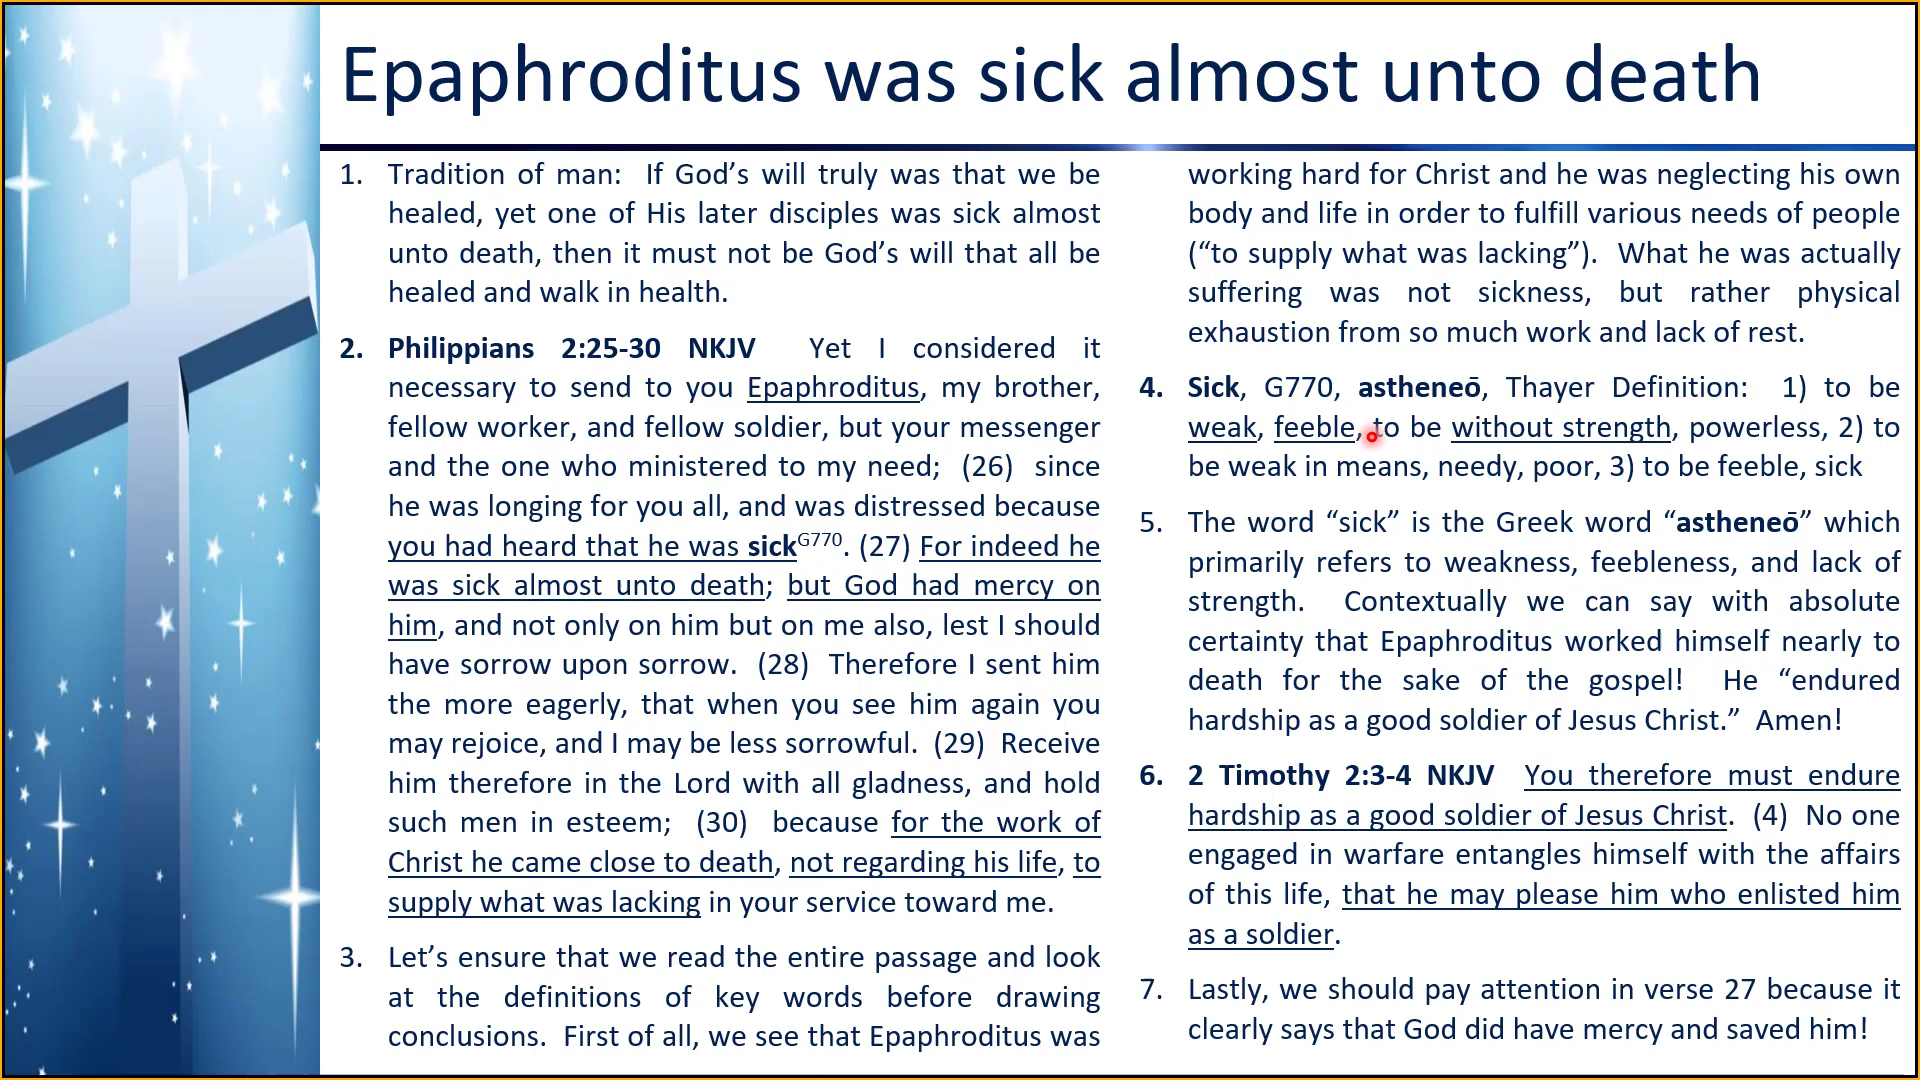 Epaphroditus was sick almost unto death
1. Tradition of man: If God’s will truly was that we be
healed, yet one of His later disciples was sick almost
unto death, then it must not be God’s will that all be
healed and walk in health.
2. Philippians 2:25-30 NKJV Yet I considered it
necessary to send to you Epaphroditus, my brother,
fellow worker, and fellow soldier, but your messenger
and the one who ministered to my need; (26) since
he was longing for you all, and was distressed because
you had heard that he was sickG770. (27) For indeed he
was sick almost unto death; but God had mercy on
him, and not only on him but on me also, lest I should
have sorrow upon sorrow. (28) Therefore I sent him
the more eagerly, that when you see him again you
may rejoice, and I may be less sorrowful. (29) Receive
him therefore in the Lord with all gladness, and hold
such men in esteem; (30) because for the work of
Christ he came close to death, not regarding his life, to
supply what was lacking in your service toward me.
3. Let’s ensure that we read the entire passage and look
at the definitions of key words before drawing
conclusions. First of all, we see that Epaphroditus was
working hard for Christ and he was neglecting his own
body and life in order to fulfill various needs of people
(“to supply what was lacking”). What he was actually
suffering was not sickness, but rather physical
exhaustion from so much work and lack of rest.
4. Sick, G770, astheneō, Thayer Definition: 1) to be
weak, feeble, to be without strength, powerless, 2) to
be weak in means, needy, poor, 3) to be feeble, sick
5. The word “sick” is the Greek word “astheneō” which
primarily refers to weakness, feebleness, and lack of
strength. Contextually we can say with absolute
certainty that Epaphroditus worked himself nearly to
death for the sake of the gospel! He “endured
hardship as a good soldier of Jesus Christ.” Amen!
6. 2 Timothy 2:3-4 NKJV You therefore must endure
hardship as a good soldier of Jesus Christ. (4) No one
engaged in warfare entangles himself with the affairs
of this life, that he may please him who enlisted him
as a soldier.
7. Lastly, we should pay attention in verse 27 because it
clearly says that God did have mercy and saved him!